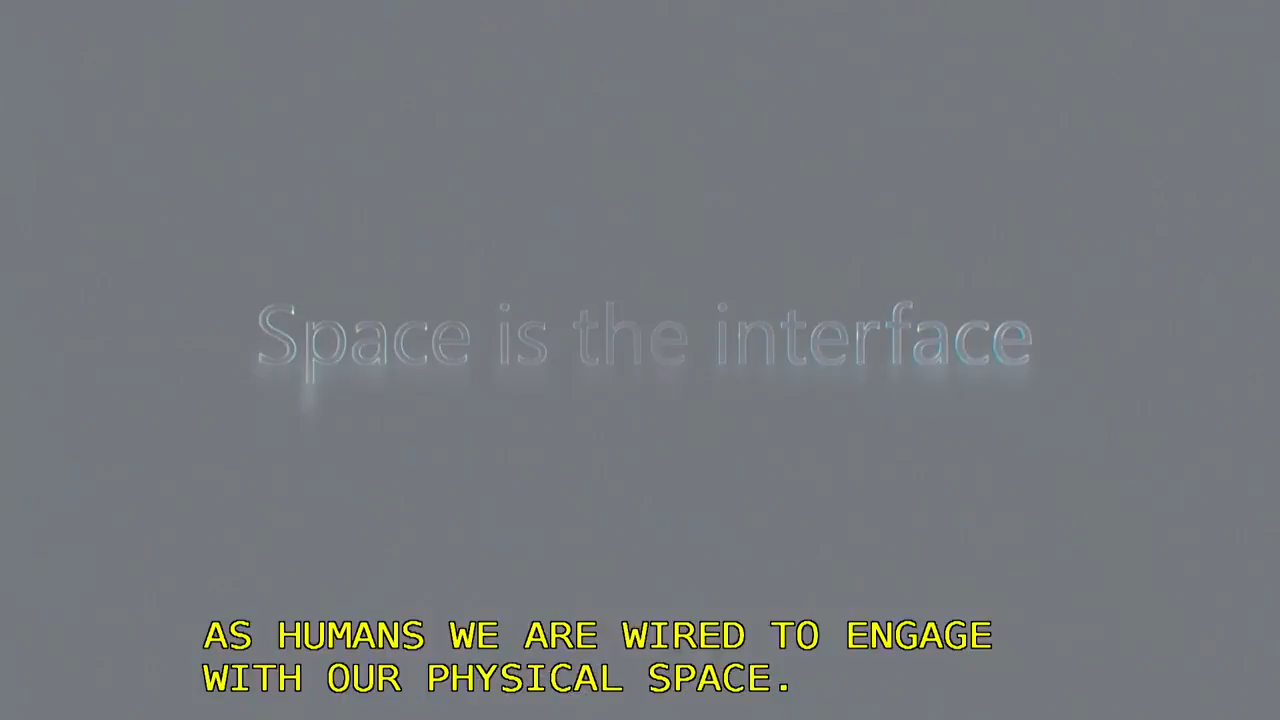 Space is the interface
AS HUMANS WE ARE WIRED TO ENGAGE
WITH OUR PHYSICAL SPACE.